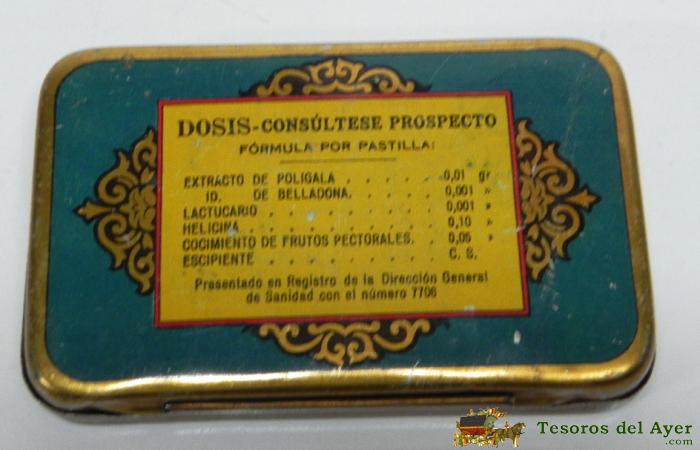 DOSIS-CONSÚLTESE PROSPECTO
FÓRMULA POR PASTILLA:
EXTRACTO DE POLIGALA . . . . . 0,01 gr
ID. DE BELLADONA. . . . . . 0,001 »
LACTUCARIO . . . . . . . . . 0,001 »
HELICINA . . . . . . . . . . 0,10 »
COCIMIENTO DE FRUTOS PECTORALES. . 0,05 »
ESCIPIENTE . . . . . . . . . C. S.
Presentado en Registro de la Dirección General
de Sanidad con el número 7706
Tesoros del Ayer
.com